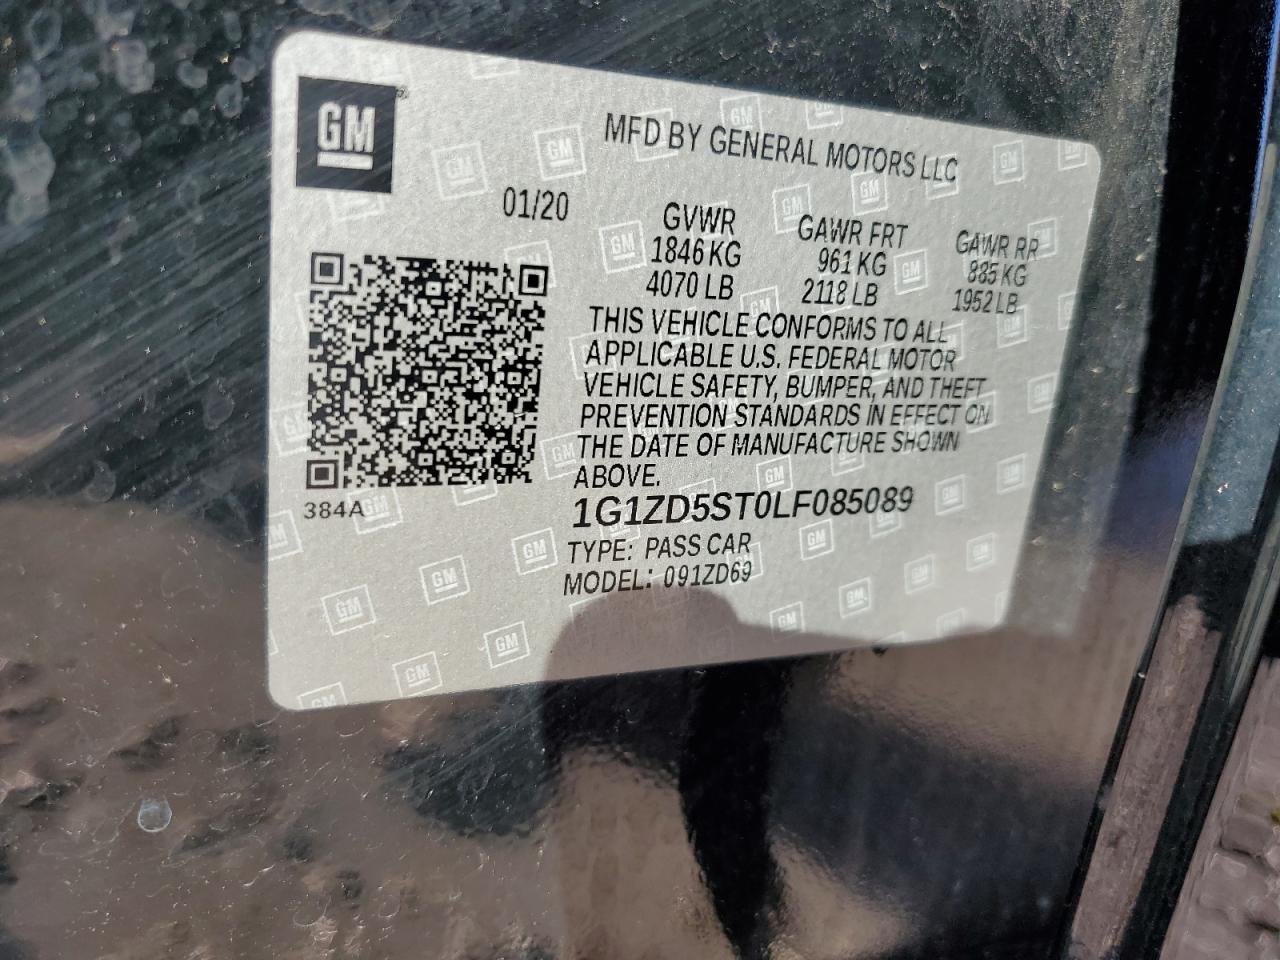 GM
MFD BY GENERAL MOTORS LLC
01/20
GVWR GAWR FRT GAWR RR
1846 KG 961 KG 885 KG
4070 LB 2118 LB 1952 LB
THIS VEHICLE CONFORMS TO ALL
APPLICABLE U.S. FEDERAL MOTOR
VEHICLE SAFETY, BUMPER, AND THEFT
PREVENTION STANDARDS IN EFFECT ON
THE DATE OF MANUFACTURE SHOWN
ABOVE.
384A
1G1ZD5ST0LF085089
TYPE: PASS CAR
MODEL: 091ZD69